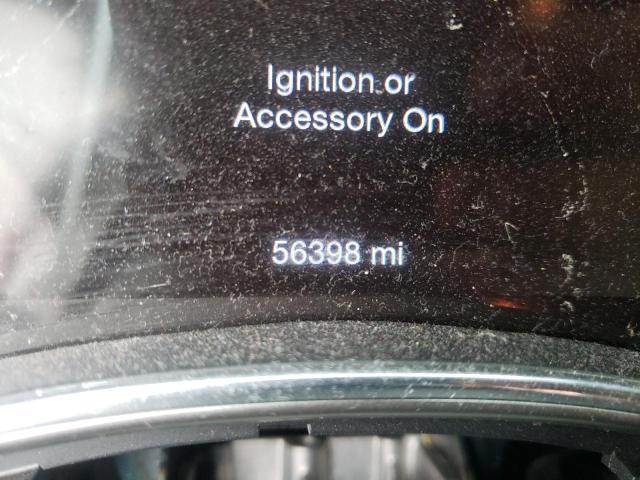 Ignition or
Accessory On
56398 mi